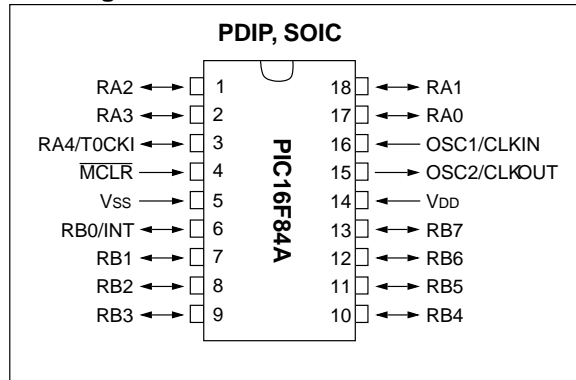 PDIP, SOIC
RA2 1 18 RA1
RA3 2 17 RA0
RA4/T0CKI 3 16 OSC1/CLKIN
MCLR 4 15 OSC2/CLKOUT
VSS 5 14 VDD
RB0/INT 6 13 RB7
RB1 7 12 RB6
RB2 8 11 RB5
RB3 9 10 RB4
PIC16F84A